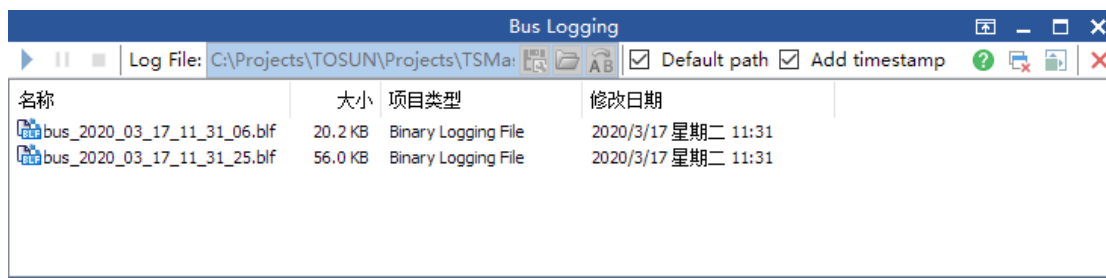 Bus Logging
Log File: C:\Projects\TOSUN\Projects\TSMa: Default path Add timestamp
名称 大小 项目类型 修改日期
bus_2020_03_17_11_31_06.blf 20.2 KB Binary Logging File 2020/3/17 星期二 11:31
bus_2020_03_17_11_31_25.blf 56.0 KB Binary Logging File 2020/3/17 星期二 11:31